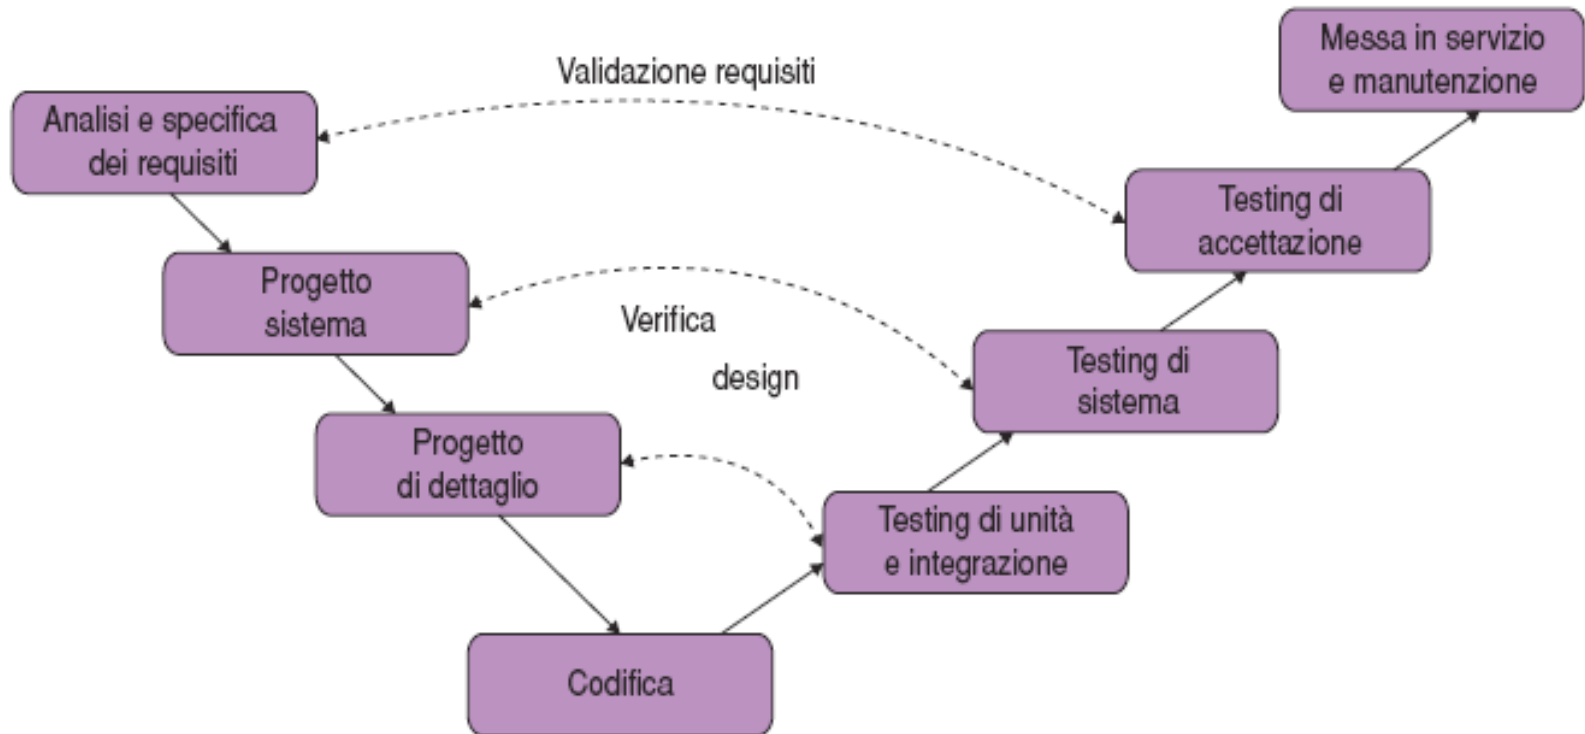 Messa in servizio
e manutenzione
Validazione requisiti
Analisi e specifica
dei requisiti
Testing di
accettazione
Progetto
sistema
Verifica
design
Testing di
sistema
Progetto
di dettaglio
Testing di unità
e integrazione
Codifica